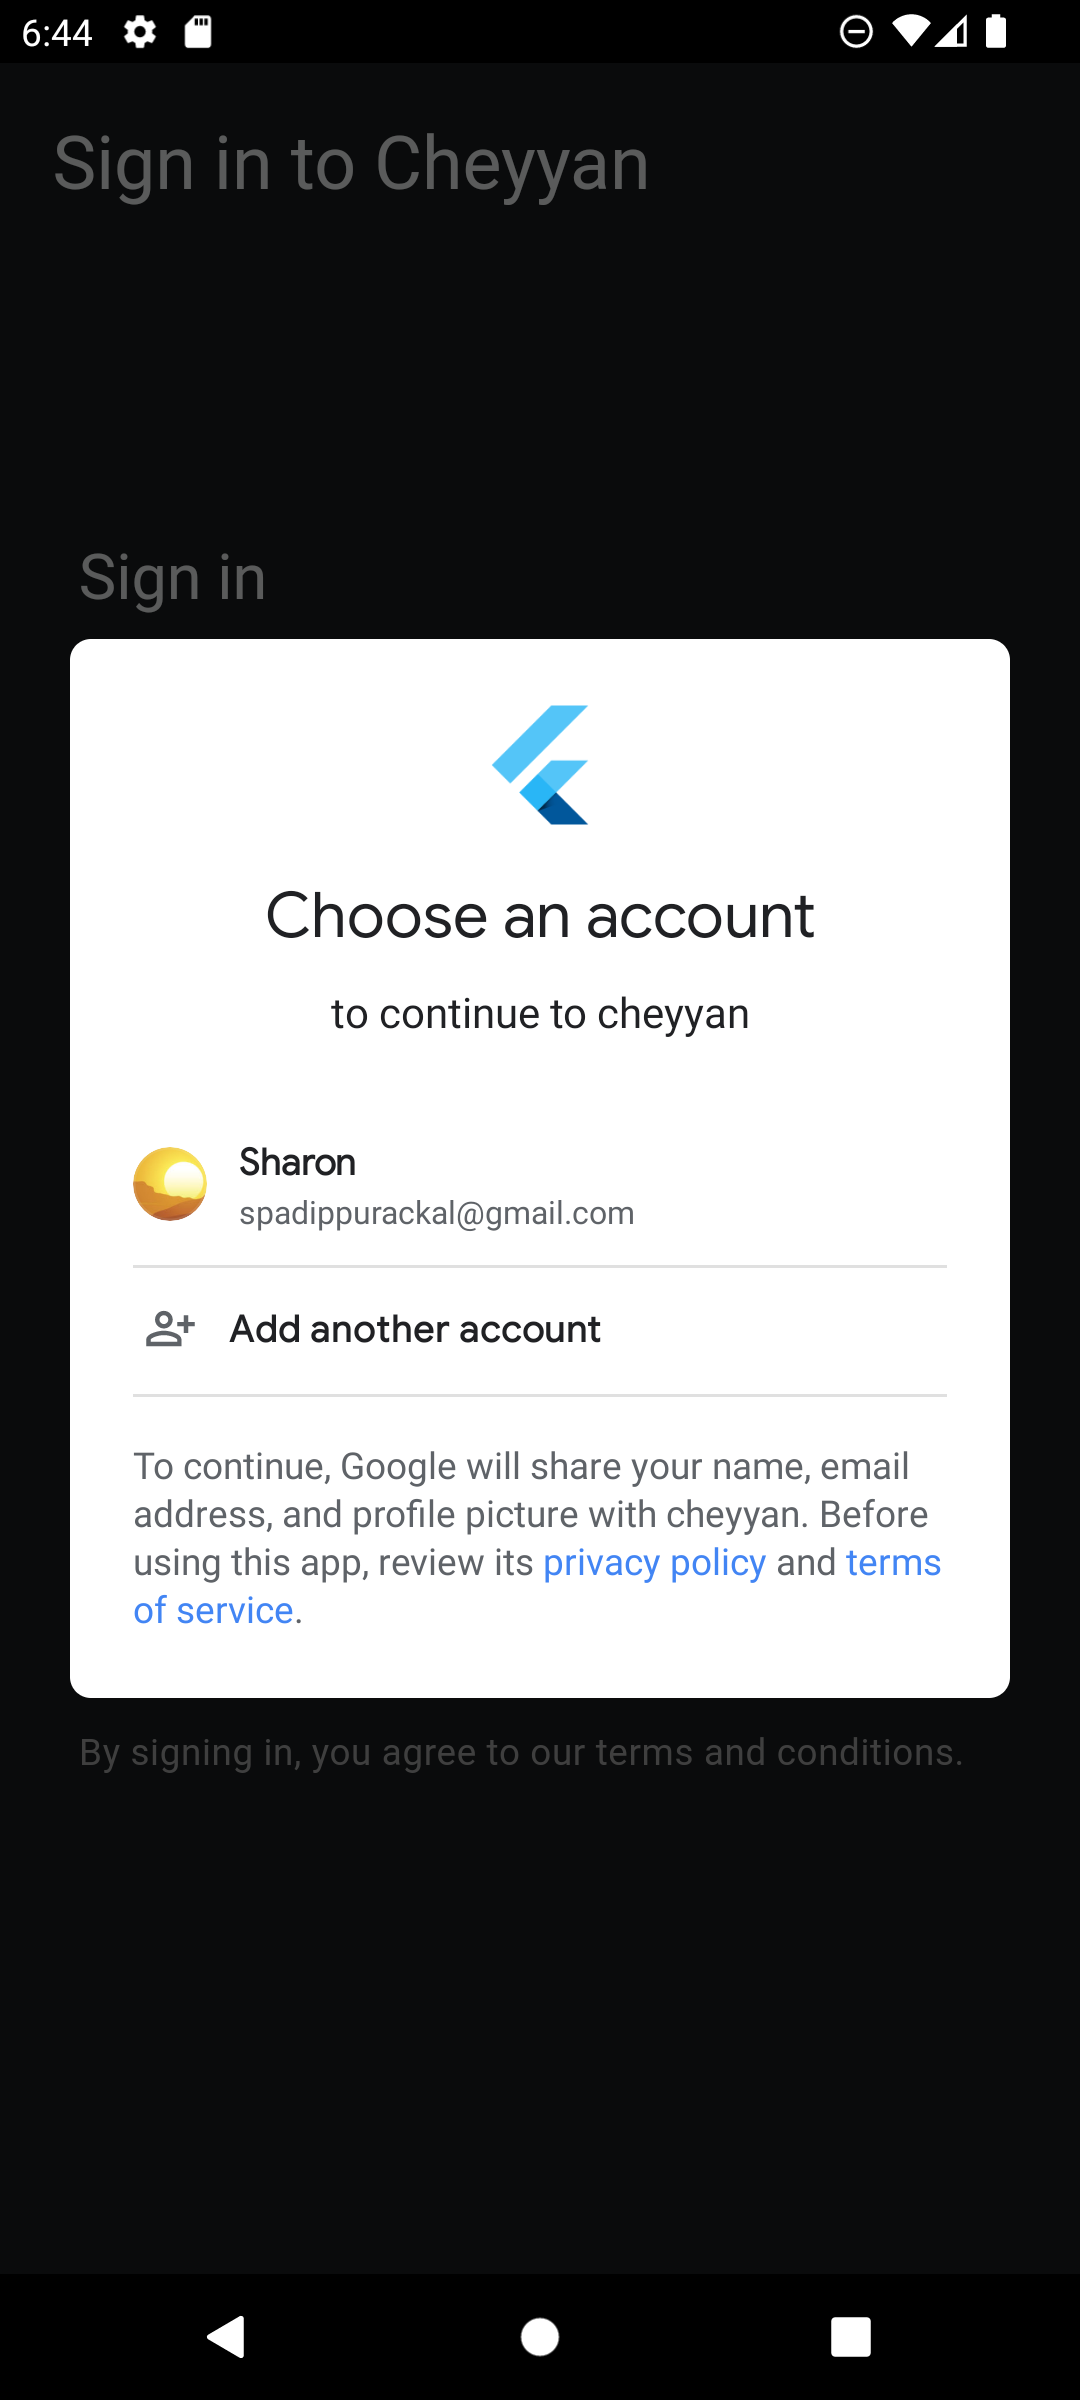 6:44
Sign in to Cheyyan
Sign in
Choose an account
to continue to cheyyan
Sharon
spadippurackal@gmail.com
Add another account
To continue, Google will share your name, email
address, and profile picture with cheyyan. Before
using this app, review its privacy policy and terms
of service.
By signing in, you agree to our terms and conditions.